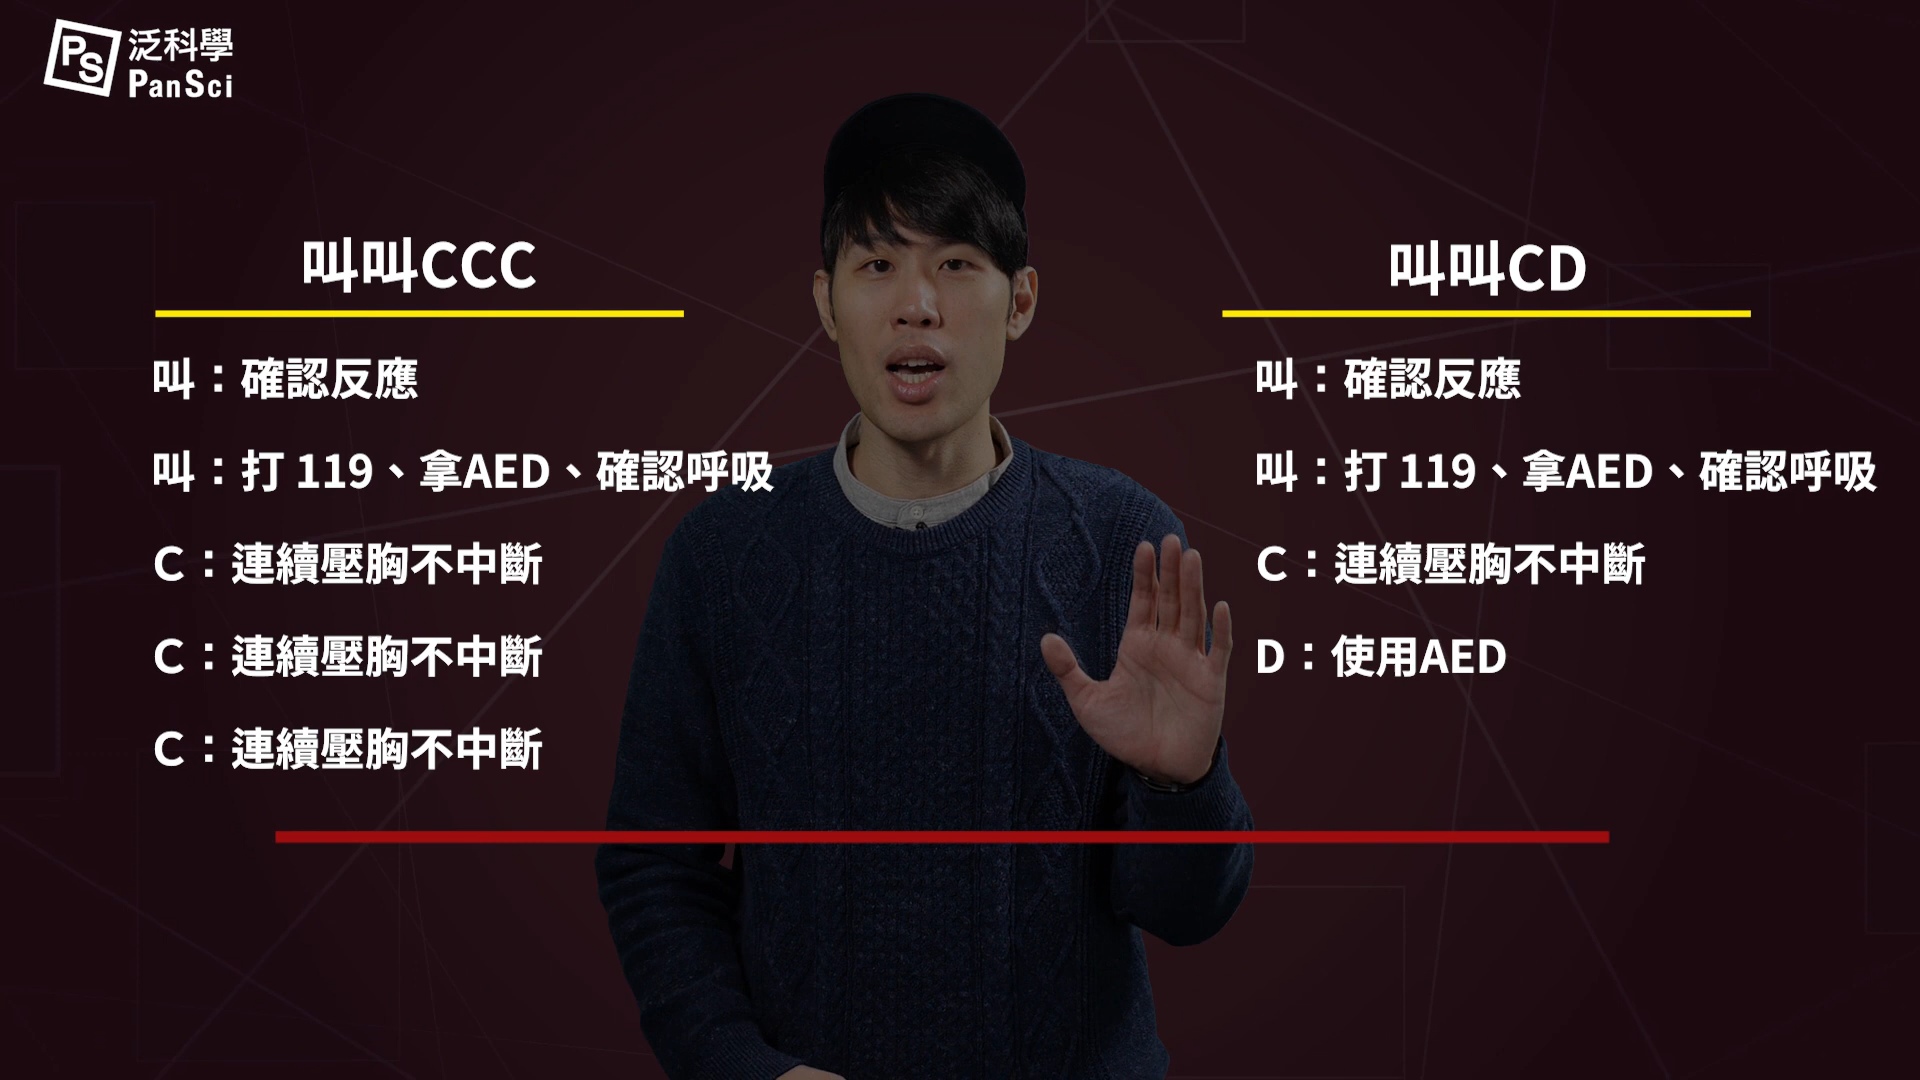 PS 泛科學
PanSci
叫叫CCC
叫：確認反應
叫：打 119、拿AED、確認呼吸
C：連續壓胸不中斷
C：連續壓胸不中斷
C：連續壓胸不中斷
叫叫CD
叫：確認反應
叫：打 119、拿AED、確認呼吸
C：連續壓胸不中斷
D：使用AED